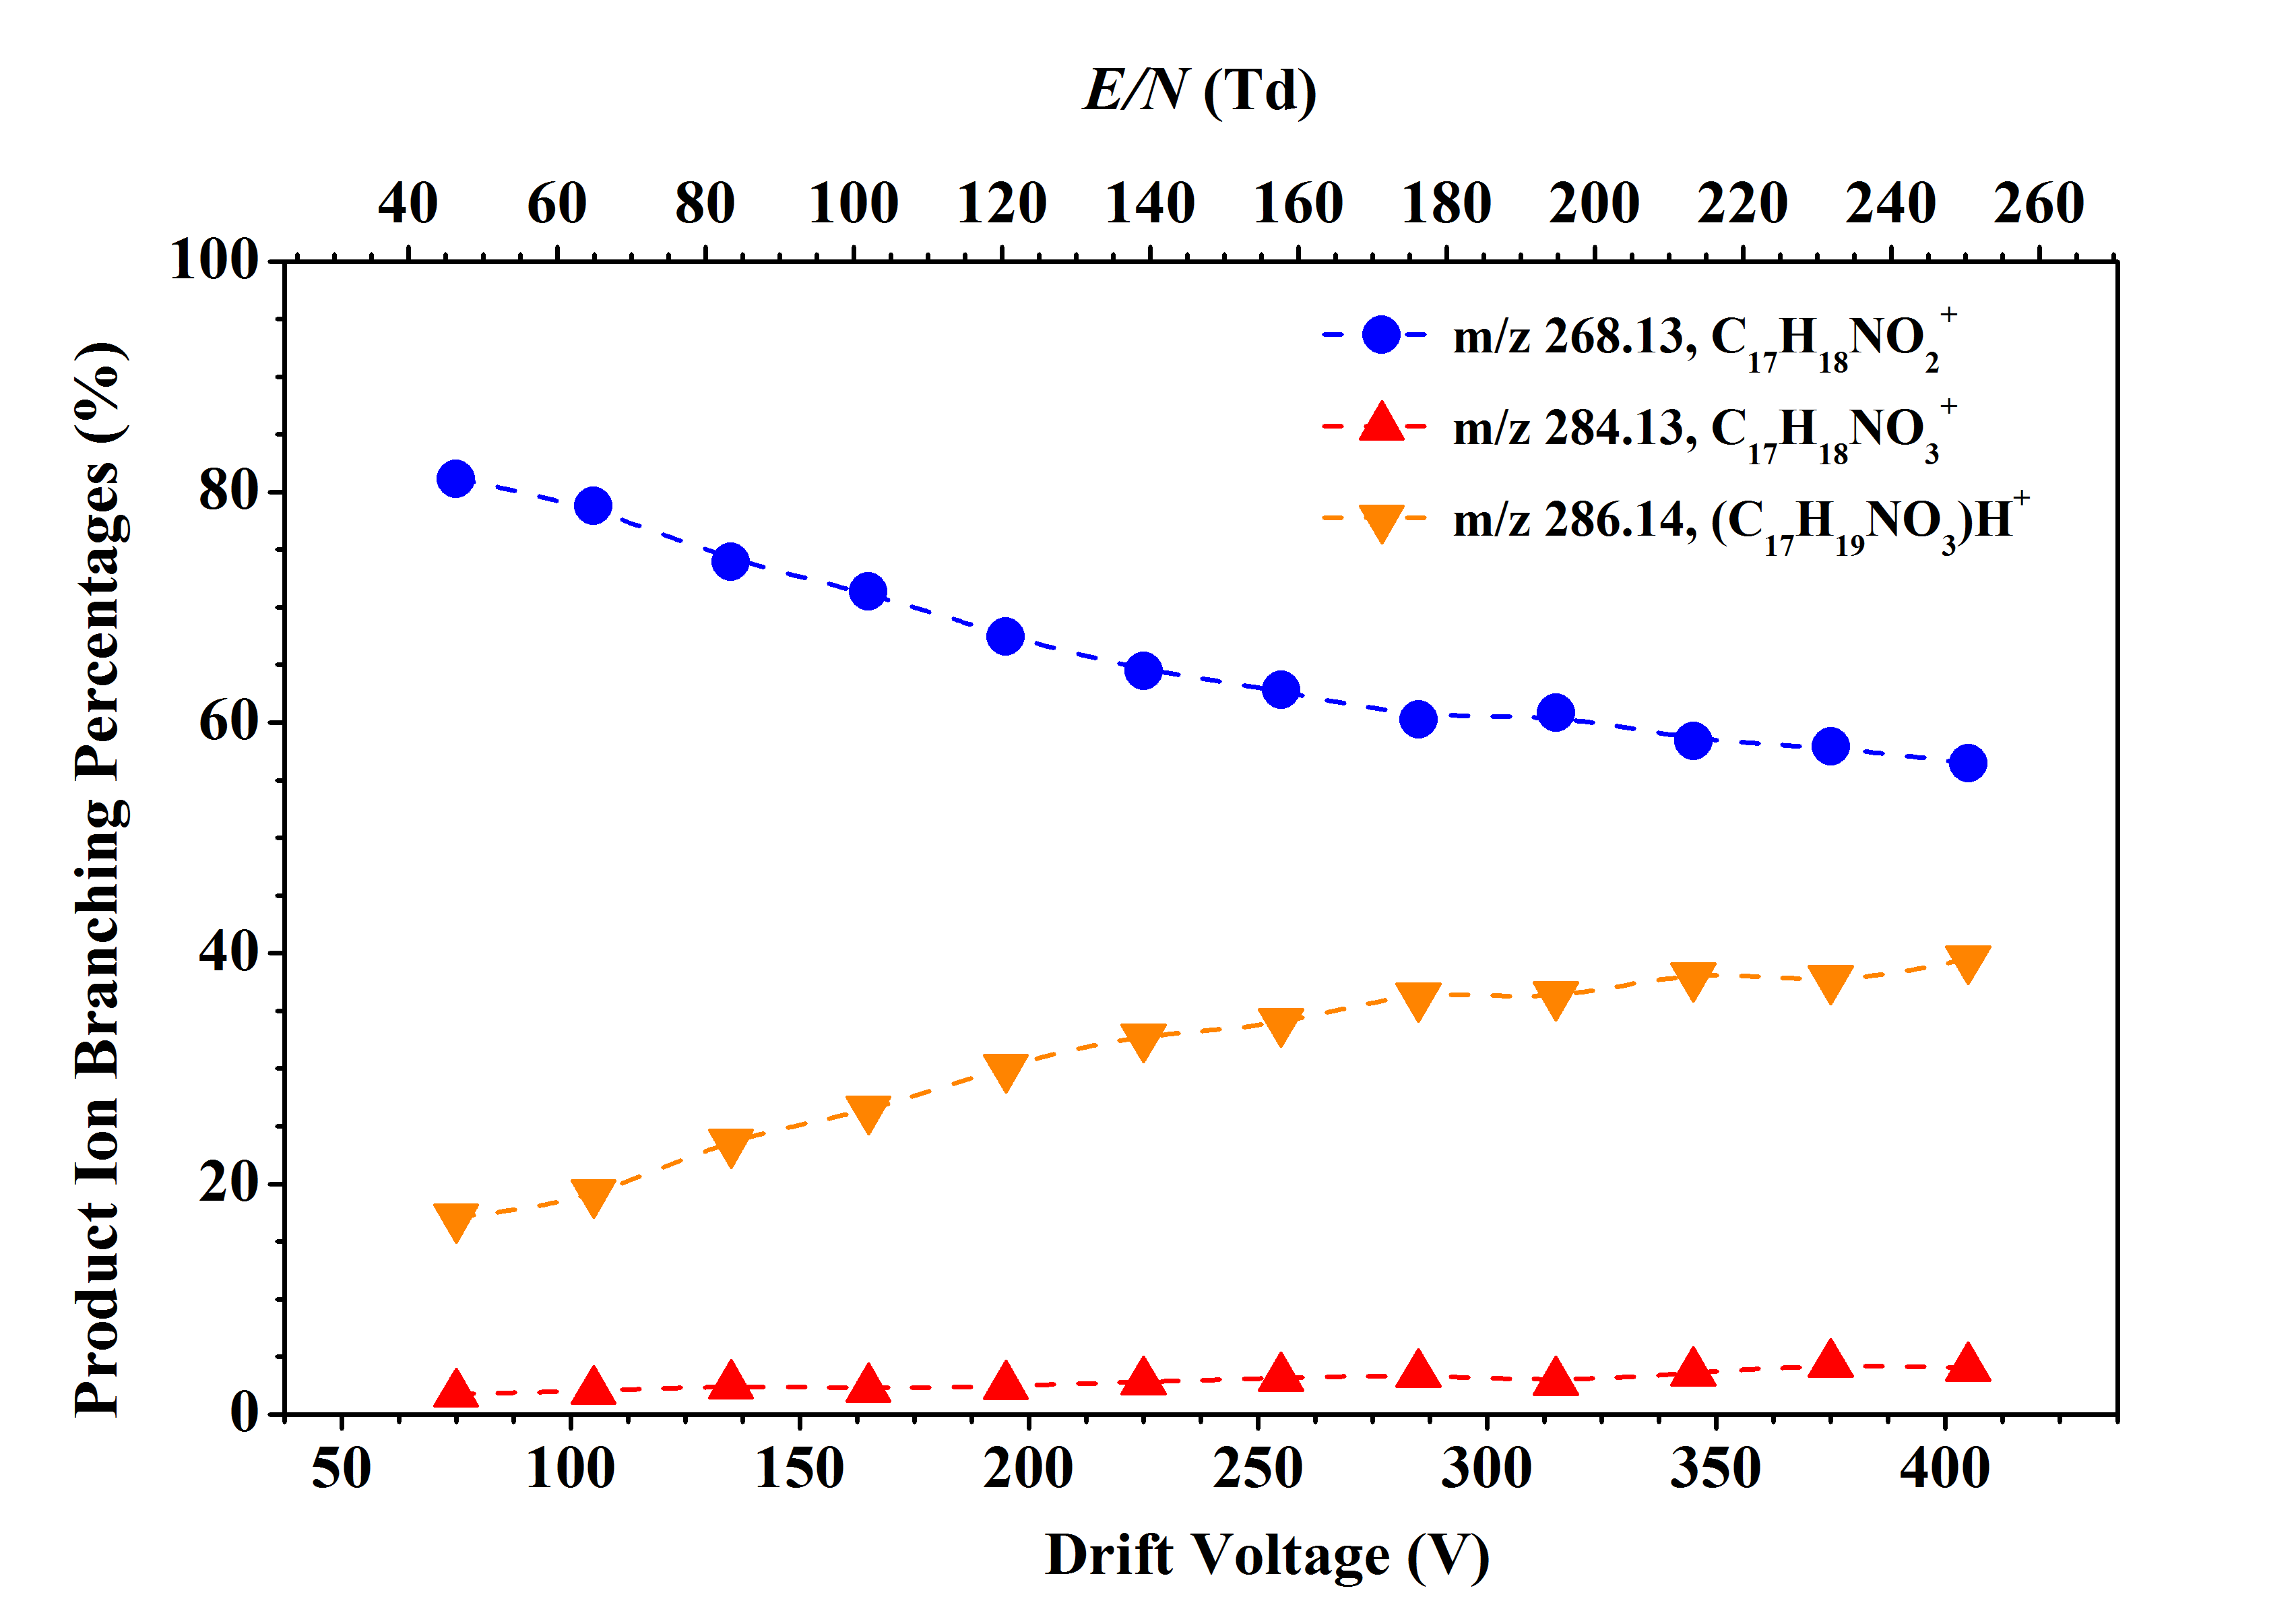 E/N (Td)
40 60 80 100 120 140 160 180 200 220 240 260
100
80
60
40
20
0
Product Ion Branching Percentages (%)
m/z 268.13, C₁₇H₁₈NO₂⁺
m/z 284.13, C₁₇H₁₈NO₃⁺
m/z 286.14, (C₁₇H₁₉NO₃)H⁺
50 100 150 200 250 300 350 400
Drift Voltage (V)